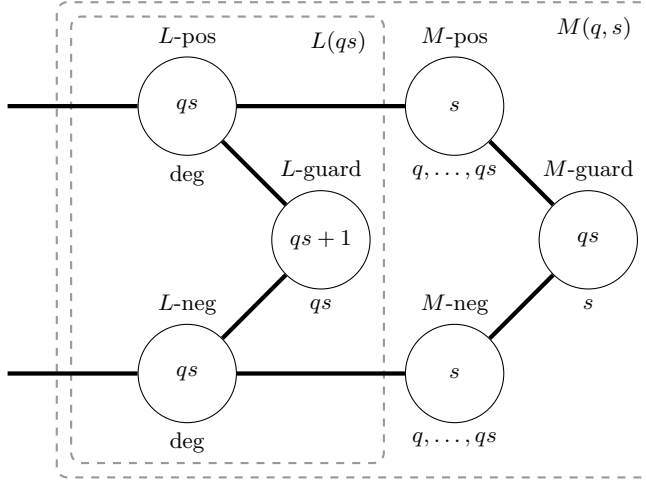 M(q, s)
L-pos
L(qs)
M-pos
qs
s
deg
q, . . . , qs
L-guard
M-guard
qs + 1
qs
qs
s
L-neg
M-neg
qs
s
deg
q, . . . , qs